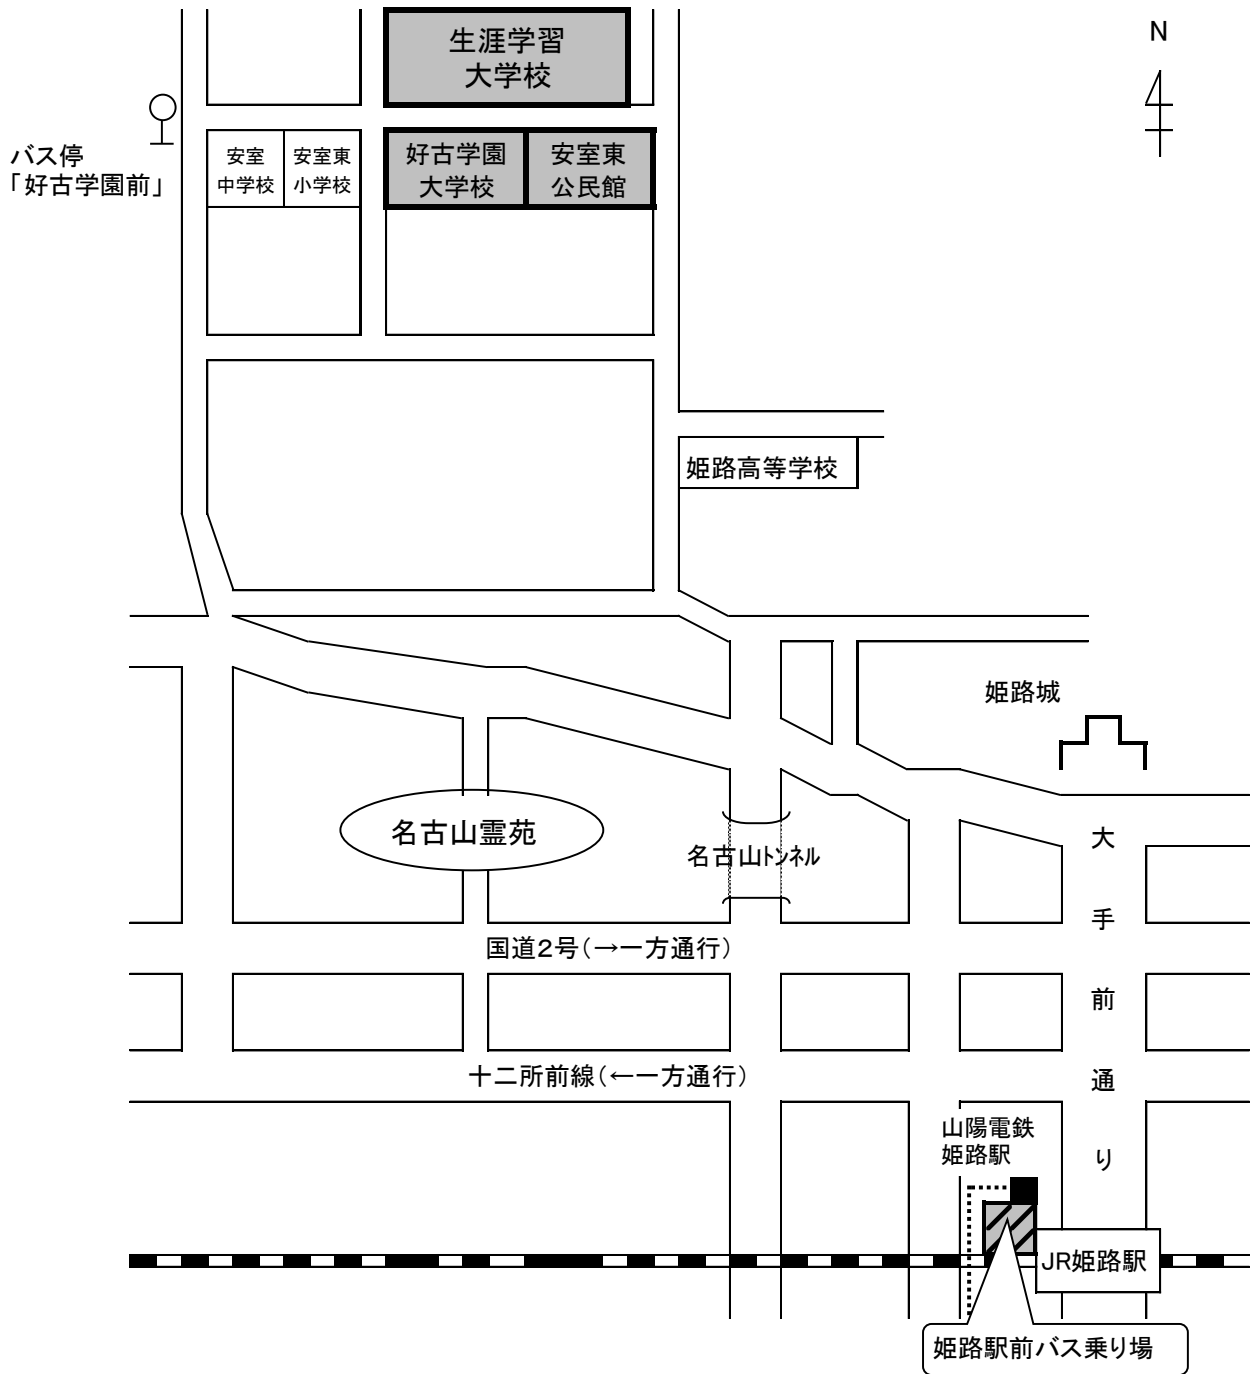 生涯学習
大学校
N
バス停
「好古学園前」
安室
中学校
安室東
小学校
好古学園
大学校
安室東
公民館
姫路高等学校
姫路城
名古山霊苑
名古山トンネル
大手前通り
国道2号(→一方通行)
十二所前線(←一方通行)
山陽電鉄
姫路駅
JR姫路駅
姫路駅前バス乗り場